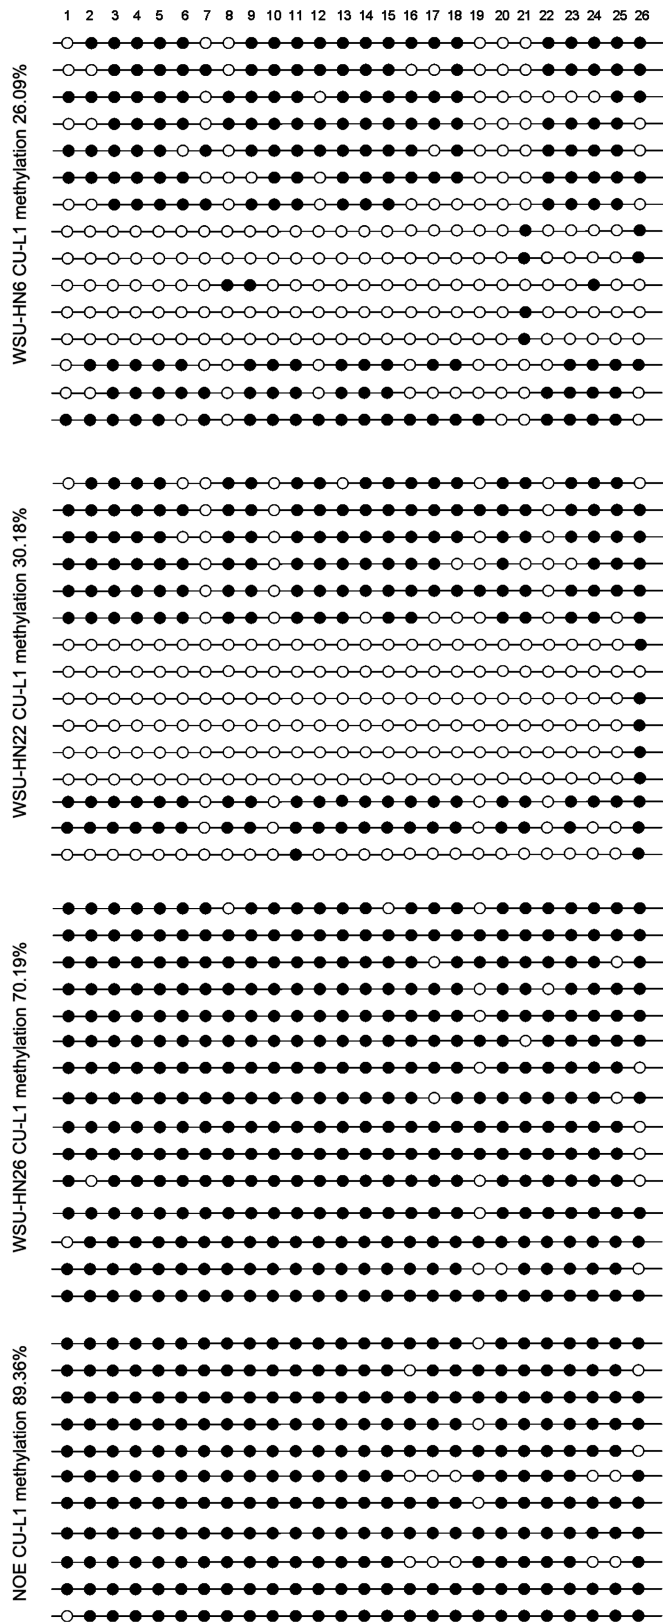 1 2 3 4 5 6 7 8 9 10 11 12 13 14 15 16 17 18 19 20 21 22 23 24 25 26
WSU-HN6 CU-L1 methylation 26.09%
WSU-HN22 CU-L1 methylation 30.18%
WSU-HN26 CU-L1 methylation 70.19%
NOE CU-L1 methylation 89.36%